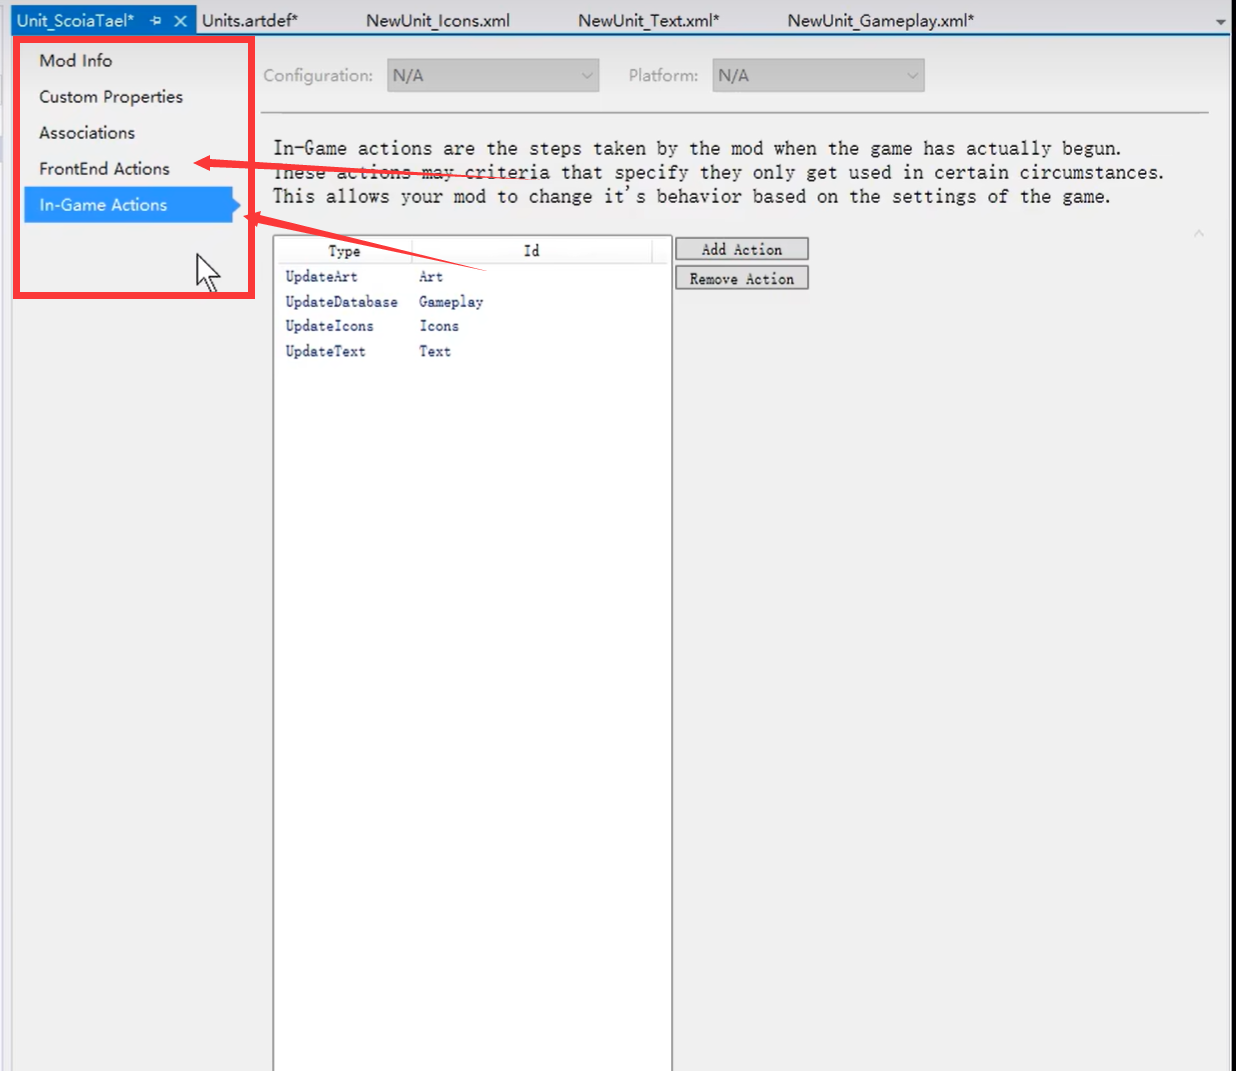 Unit_ScoiaTael* Units.artdef* NewUnit_Icons.xml NewUnit_Text.xml* NewUnit_Gameplay.xml*
Mod Info
Custom Properties
Associations
FrontEnd Actions
In-Game Actions
Configuration: N/A Platform: N/A
In-Game actions are the steps taken by the mod when the game has actually begun.
These actions may criteria that specify they only get used in certain circumstances.
This allows your mod to change it's behavior based on the settings of the game.
Type Id
UpdateArt Art
UpdateDatabase Gameplay
UpdateIcons Icons
UpdateText Text
Add Action
Remove Action